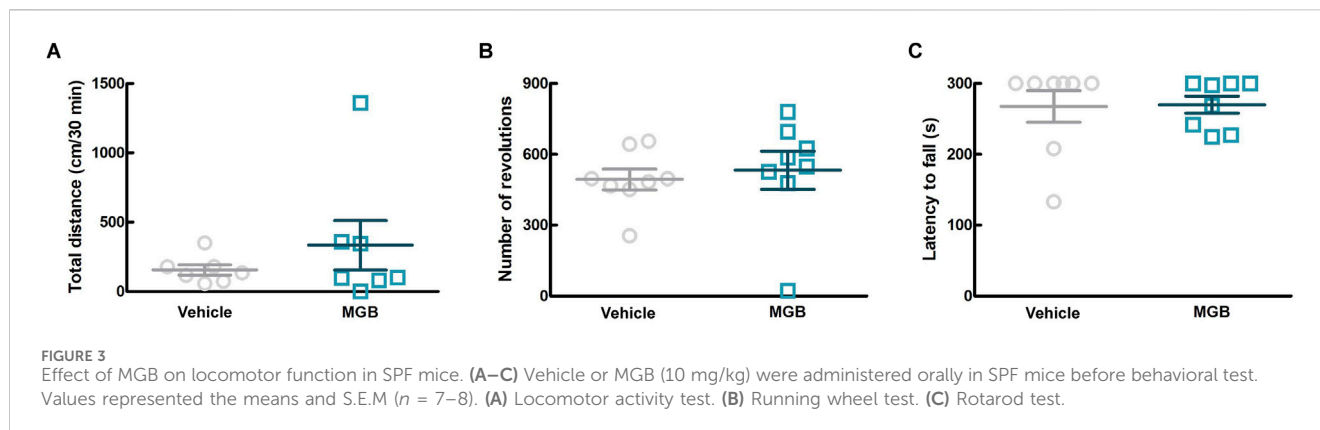 A
Total distance (cm/30 min)
1500
1000
500
0
Vehicle
MGB
B
Number of revolutions
900
600
300
0
Vehicle
MGB
C
Latency to fall (s)
300
200
100
0
Vehicle
MGB
FIGURE 3
Effect of MGB on locomotor function in SPF mice. (A–C) Vehicle or MGB (10 mg/kg) were administered orally in SPF mice before behavioral test.
Values represented the means and S.E.M (n = 7–8). (A) Locomotor activity test. (B) Running wheel test. (C) Rotarod test.